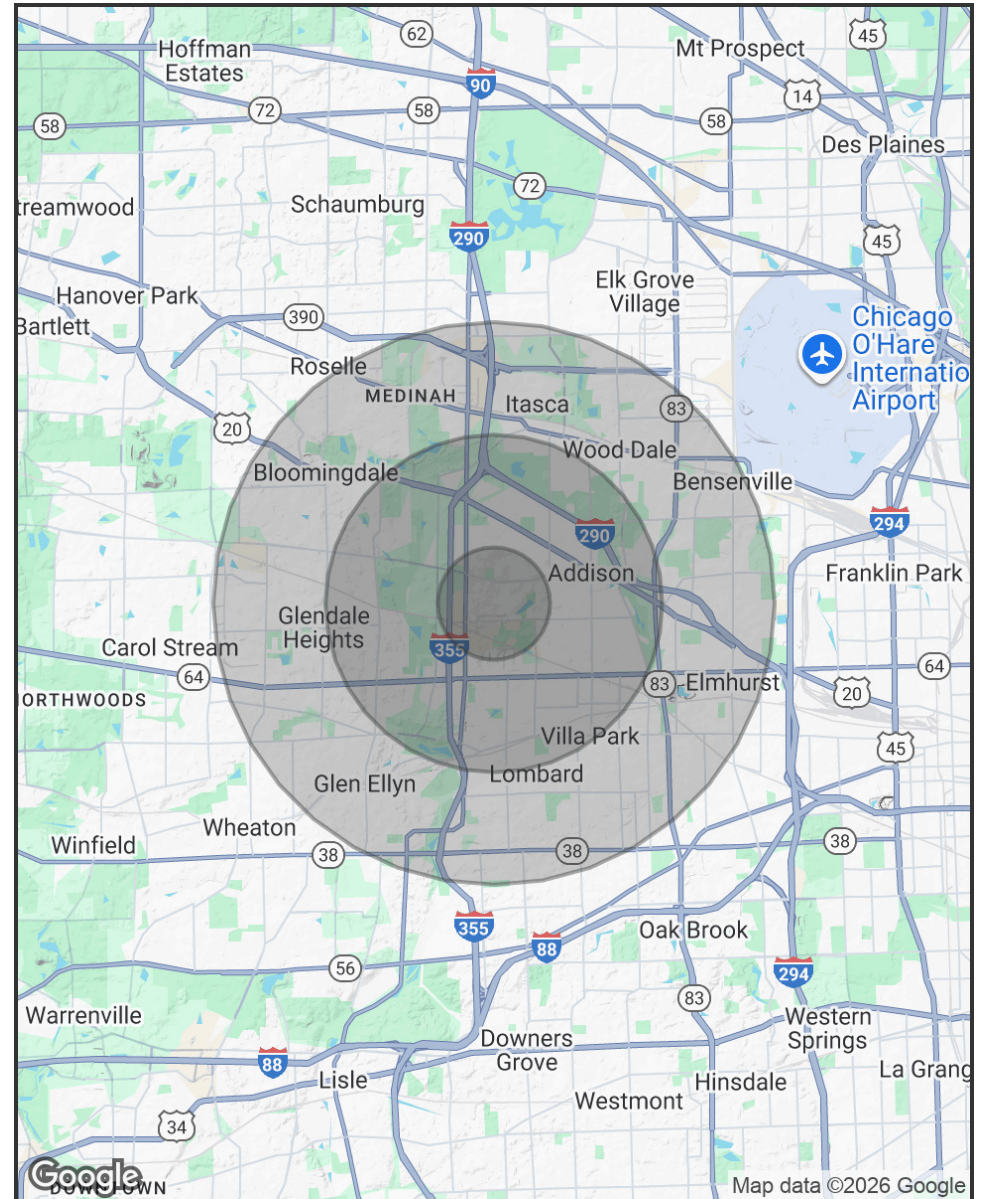 62
45
Hoffman
Estates
Mt Prospect
90
14
72
58
58
58
Des Plaines
72
treamwood
Schaumburg
290
45
Elk Grove
Village
Hanover Park
Bartlett
390
Chicago
O'Hare
Internatio
Airport
Roselle
MEDINAH
Itasca
83
20
Wood Dale
Bloomingdale
Bensenville
294
290
Addison
Franklin Park
Glendale
Heights
Carol Stream
355
64
64
83
Elmhurst
20
ORTHWOODS
Villa Park
45
Lombard
Glen Ellyn
Wheaton
Winfield
38
38
38
355
Oak Brook
88
56
294
83
Warrenville
Western
Springs
Downers
Grove
88
Lisle
Hinsdale
La Grang
Westmont
34
Google
DOWNTOWN
Map data ©2026 Google